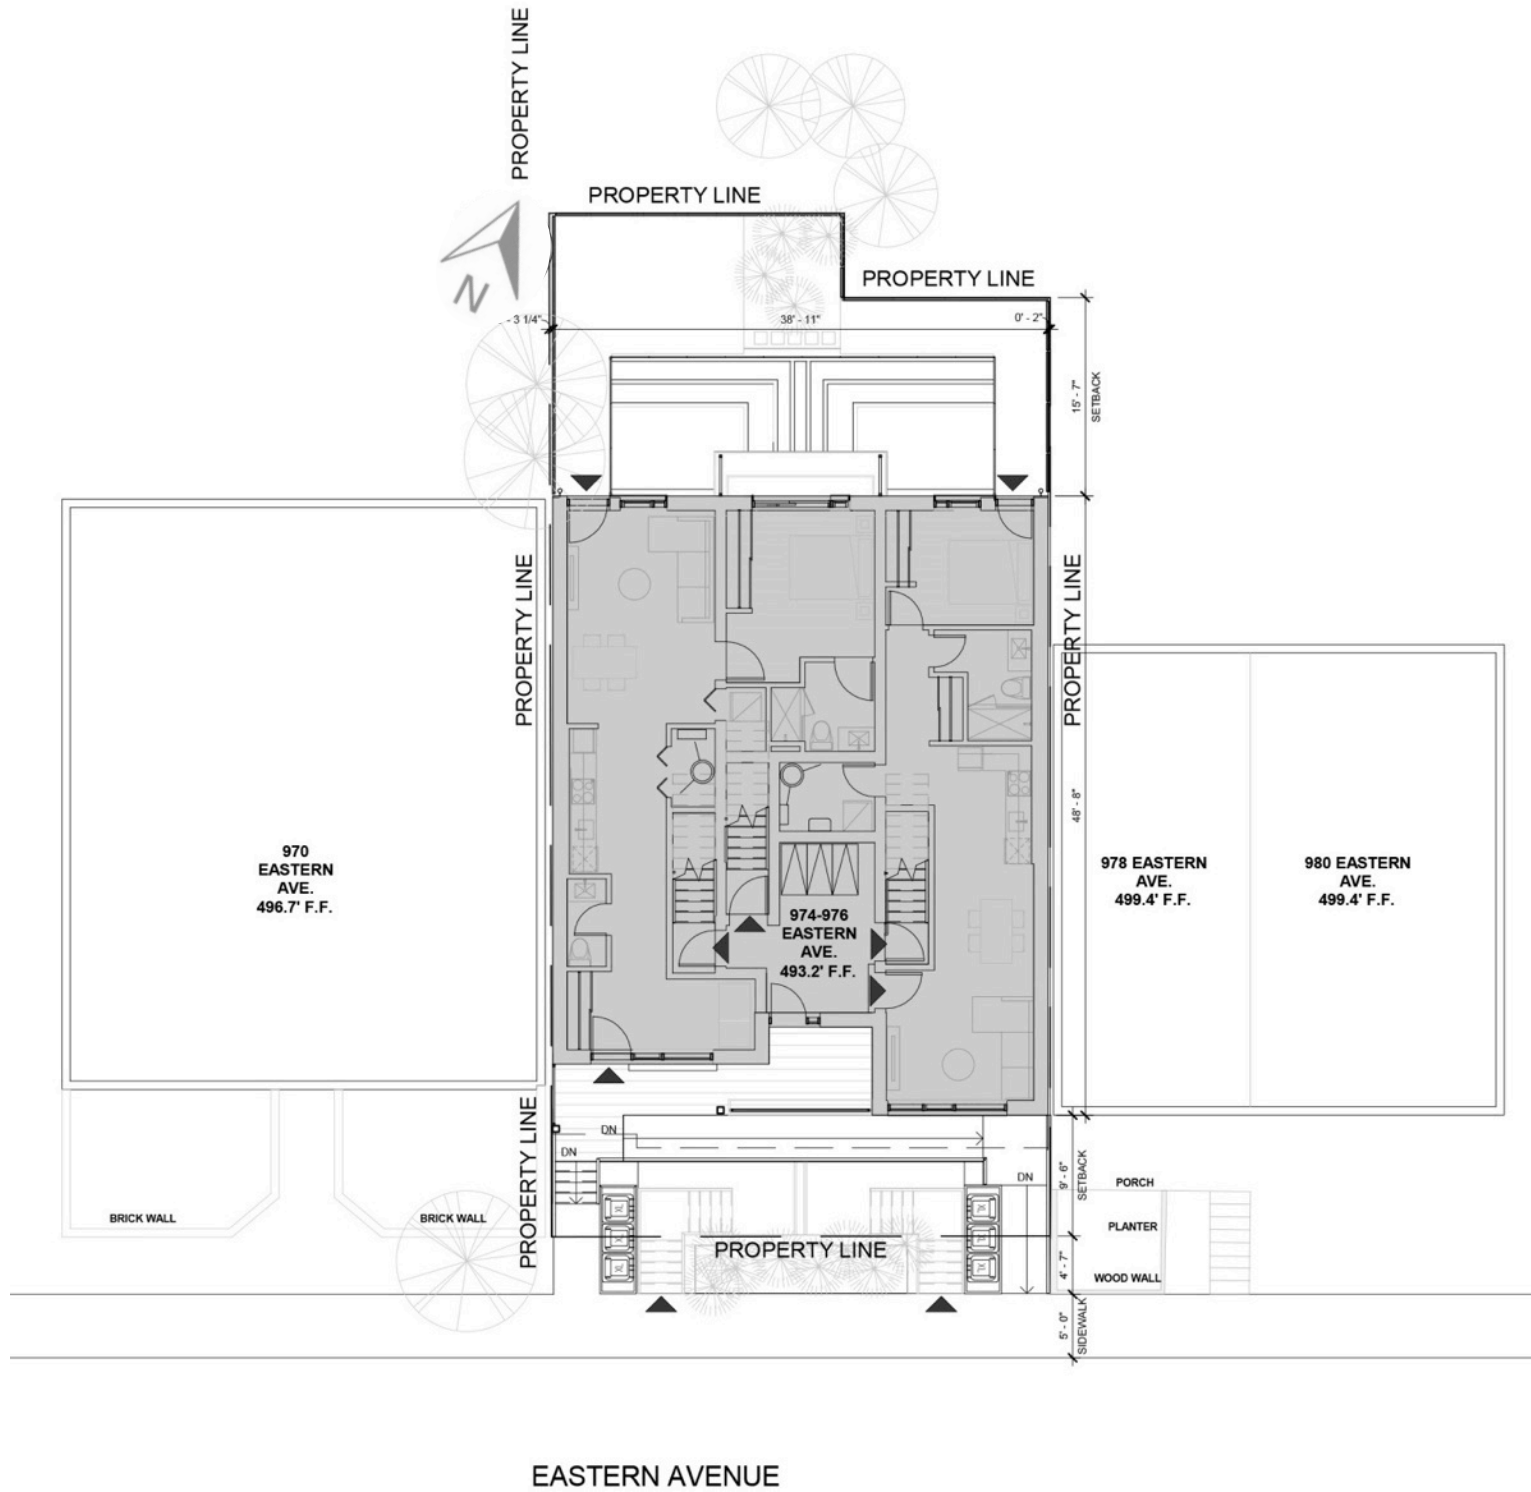 PROPERTY LINE
PROPERTY LINE
PROPERTY LINE
N
- 3 1/4"
38' - 11"
0' - 2"
15' - 7"
SETBACK
PROPERTY LINE
PROPERTY LINE
48' - 8"
970
EASTERN
AVE.
496.7' F.F.
974-976
EASTERN
AVE.
493.2' F.F.
978 EASTERN
AVE.
499.4' F.F.
980 EASTERN
AVE.
499.4' F.F.
PROPERTY LINE
DN
DN
DN
9' - 6"
SETBACK
PORCH
BRICK WALL
BRICK WALL
PLANTER
PROPERTY LINE
4' - 7"
WOOD WALL
5' - 0"
SIDEWALK
EASTERN AVENUE